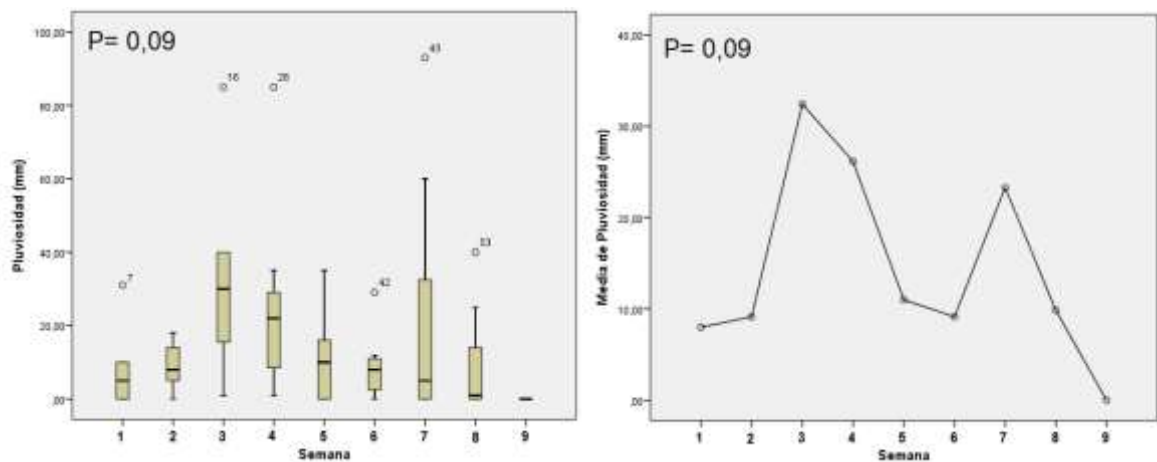 P= 0,09
Pluviosidad (mm)
100,00
80,00
60,00
40,00
20,00
,00
7
16
26
42
53
1 2 3 4 5 6 7 8 9
Semana
P= 0,09
Media de Pluviosidad (mm)
40,00
30,00
20,00
10,00
,00
1 2 3 4 5 6 7 8 9
Semana